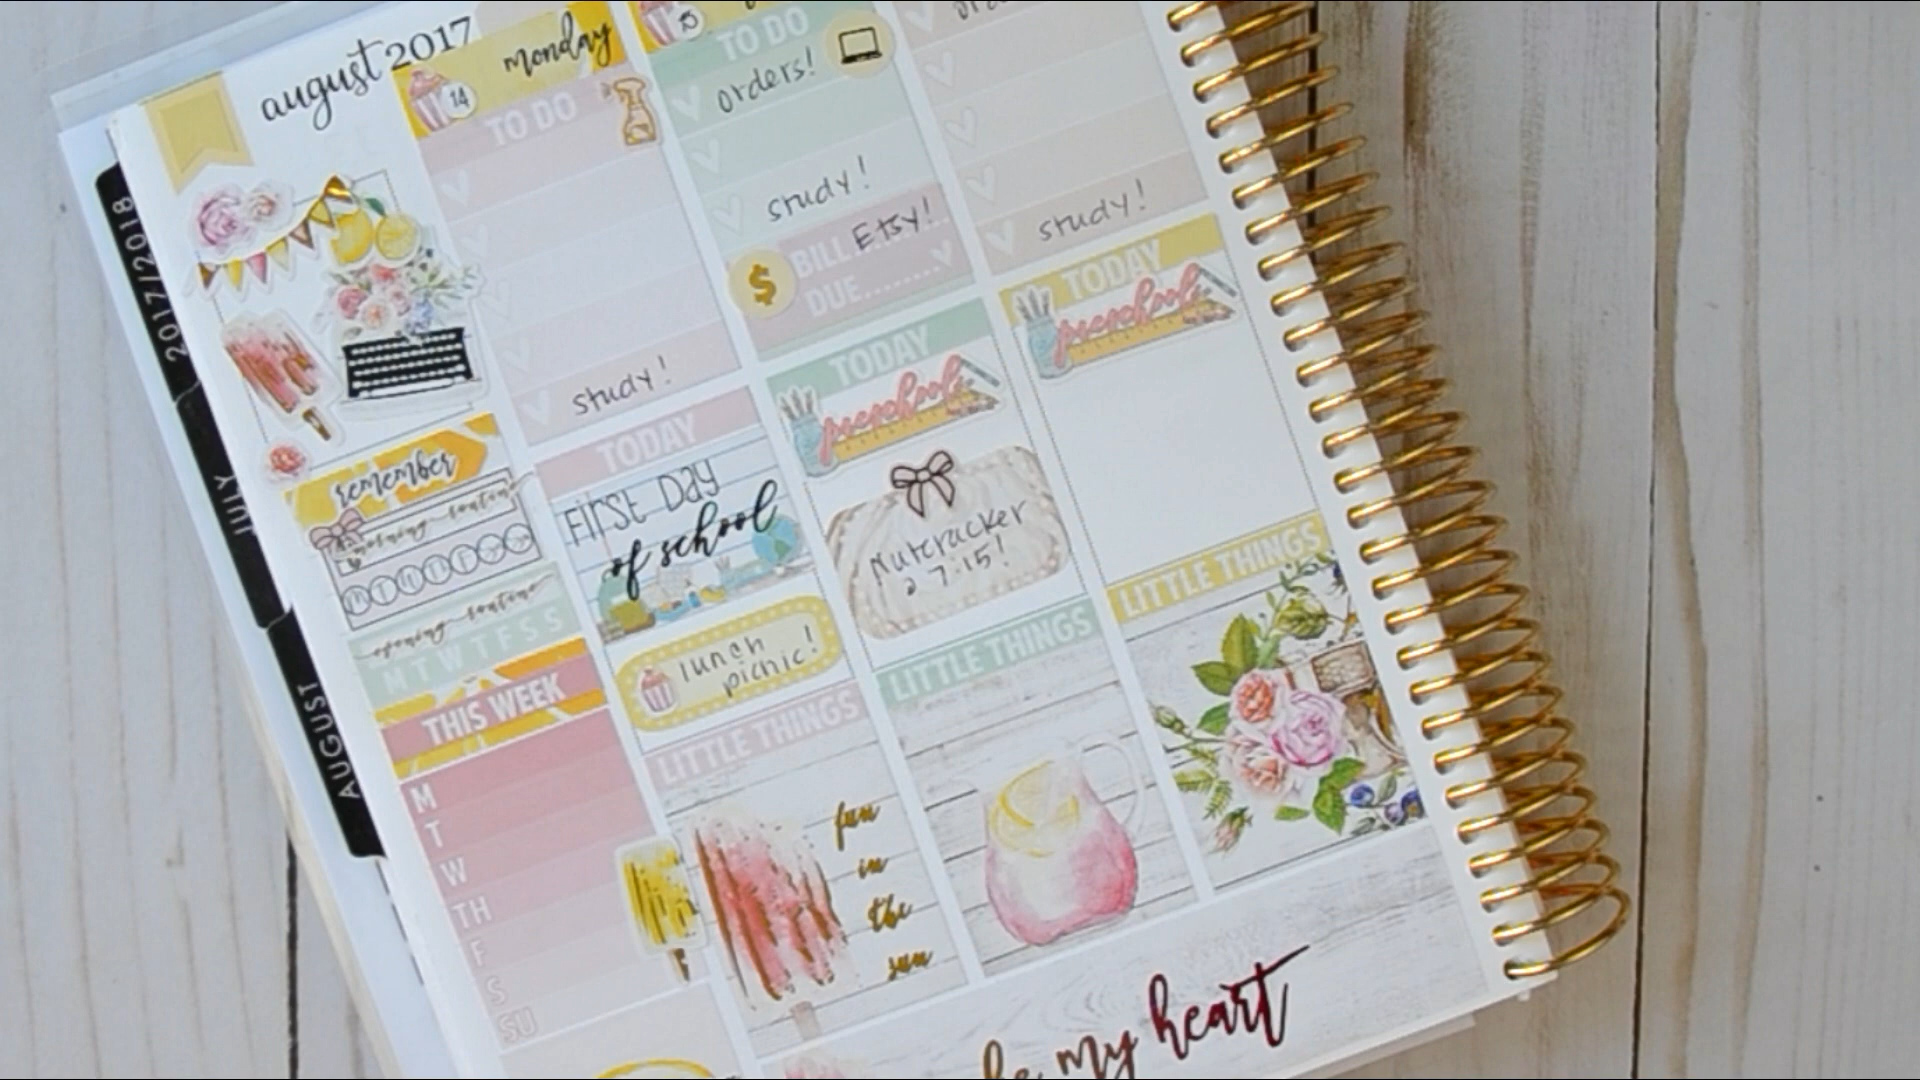 august 2017
2017/2018
JULY
AUGUST
remember
morning routine
M T W T F S S
evening routine
M T W T F S S
THIS WEEK
M
T
W
TH
F
S
SU
monday
14
TO DO
study!
TODAY
First Day
of school
lunch
picnic!
LITTLE THINGS
fun
in
the
sun
15
TO DO
orders!
study!
Etsy!
BILL
DUE.......
$
TODAY
preschool
Nutcracker
7:15!
LITTLE THINGS
study!
TODAY
preschool
LITTLE THINGS
be my heart